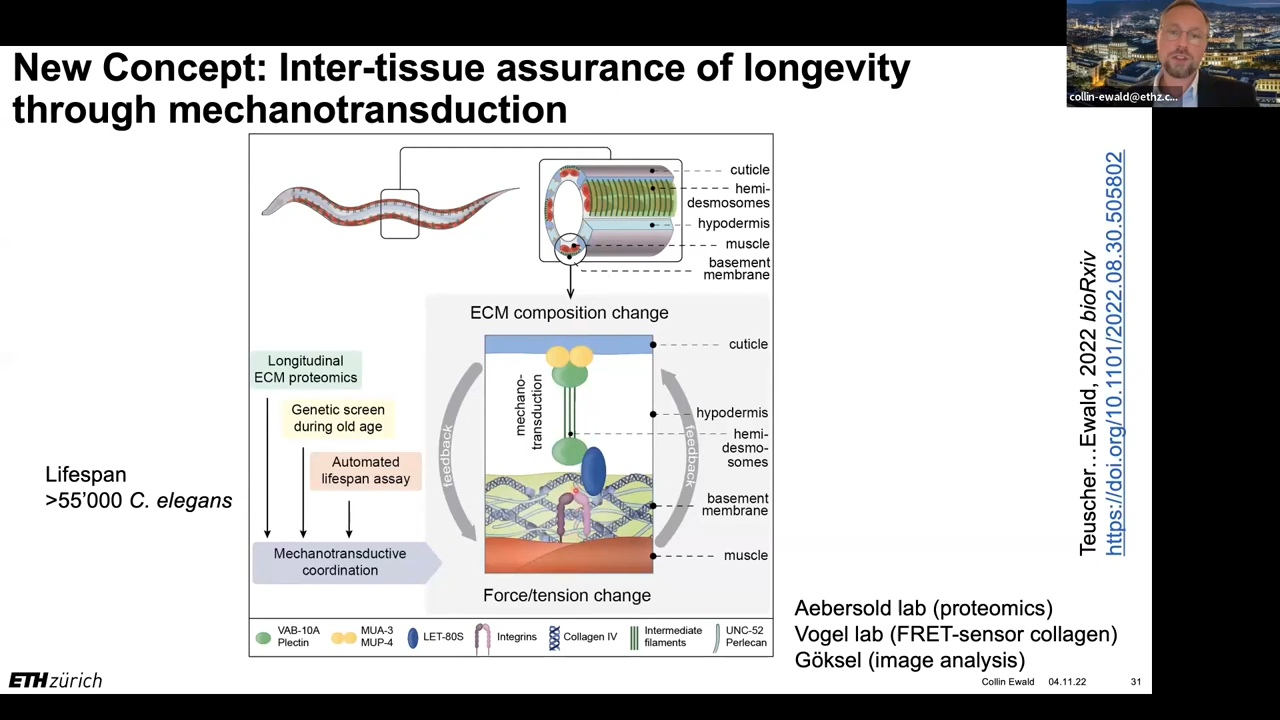 New Concept: Inter-tissue assurance of longevity
through mechanotransduction
collin-ewald@ethz.c...
cuticle
hemi-
desmosomes
hypodermis
muscle
basement
membrane
ECM composition change
Longitudinal
ECM proteomics
Genetic screen
during old age
Automated
lifespan assay
Mechanotransductive
coordination
Lifespan
>55'000 C. elegans
feedback
mechano-
transduction
feedback
cuticle
hypodermis
hemi-
desmo-
somes
basement
membrane
muscle
Force/tension change
VAB-10A
Plectin
MUA-3
MUP-4
LET-80S
Integrins
Collagen IV
Intermediate
filaments
UNC-52
Perlecan
Teuscher...Ewald, 2022 bioRxiv
https://doi.org/10.1101/2022.08.30.505802
Aebersold lab (proteomics)
Vogel lab (FRET-sensor collagen)
Göksel (image analysis)
ETH zürich
Collin Ewald 04.11.22 31